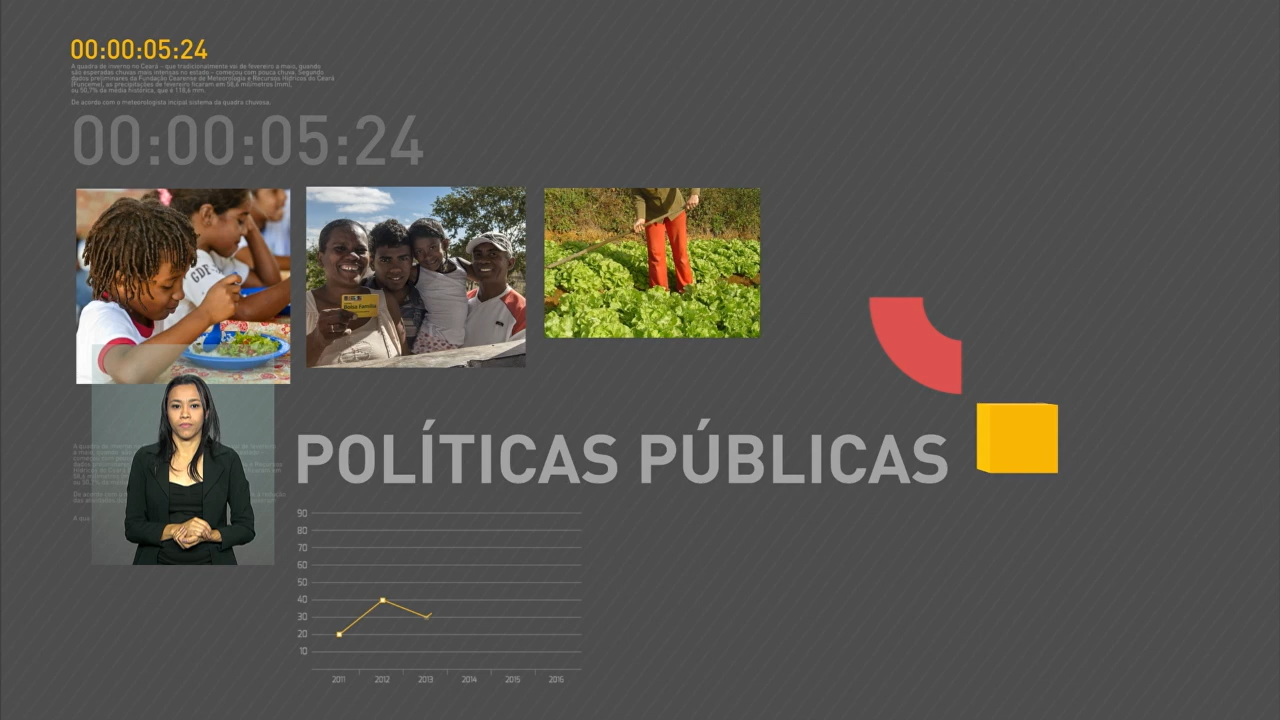 00:00:05:24
A quadra de inverno no Ceará – que tradicionalmente vai de fevereiro a maio, quando
são esperadas chuvas mais intensas no estado – começou com pouca chuva. Segundo
dados preliminares da Fundação Cearense de Meteorologia e Recursos Hídricos do Ceará
(Funceme), as precipitações de fevereiro ficaram em 58,6 milímetros (mm),
ou 50,7% da média histórica, que é 118,6 mm.
De acordo com o meteorologista
00:00:05:24
GDF
Bolsa Família
POLÍTICAS PÚBLICAS
90
80
70
60
50
40
30
20
10
2011 2012 2013 2014 2015 2016